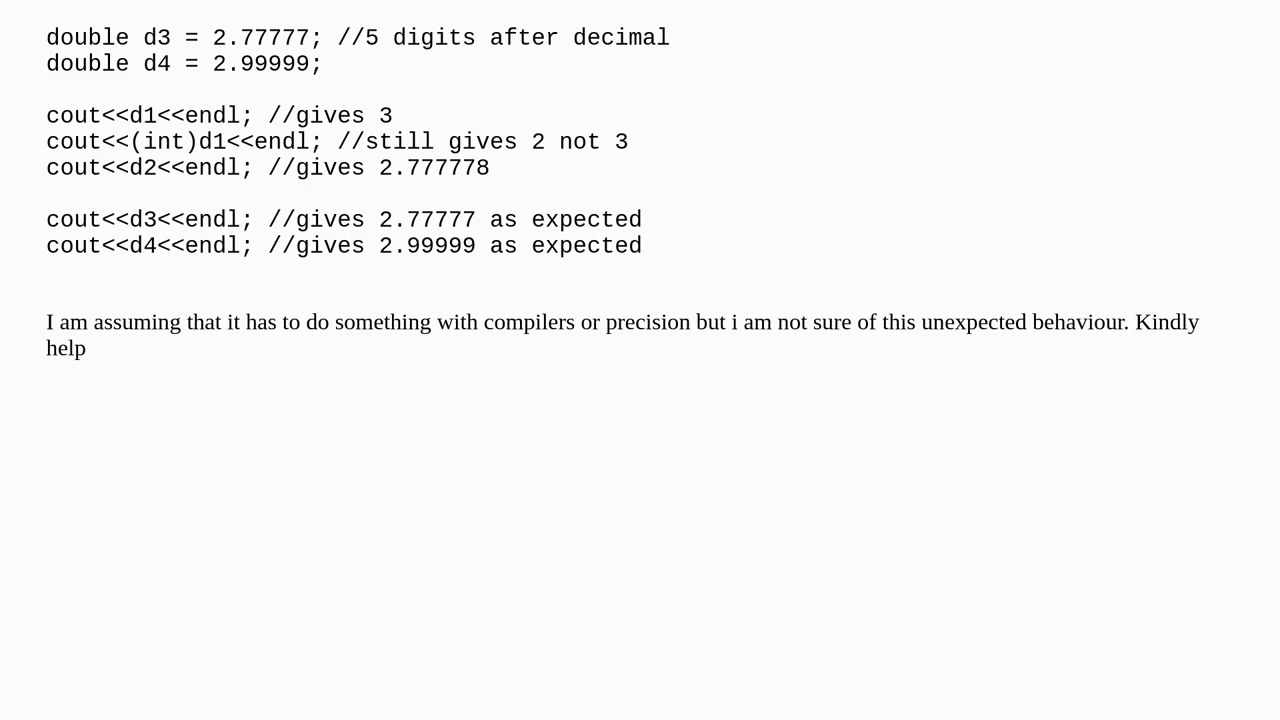 double d3 = 2.77777; //5 digits after decimal
double d4 = 2.99999;
cout<<d1<<endl; //gives 3
cout<<(int)d1<<endl; //still gives 2 not 3
cout<<d2<<endl; //gives 2.777778
cout<<d3<<endl; //gives 2.77777 as expected
cout<<d4<<endl; //gives 2.99999 as expected
I am assuming that it has to do something with compilers or precision but i am not sure of this unexpected behaviour. Kindly
help